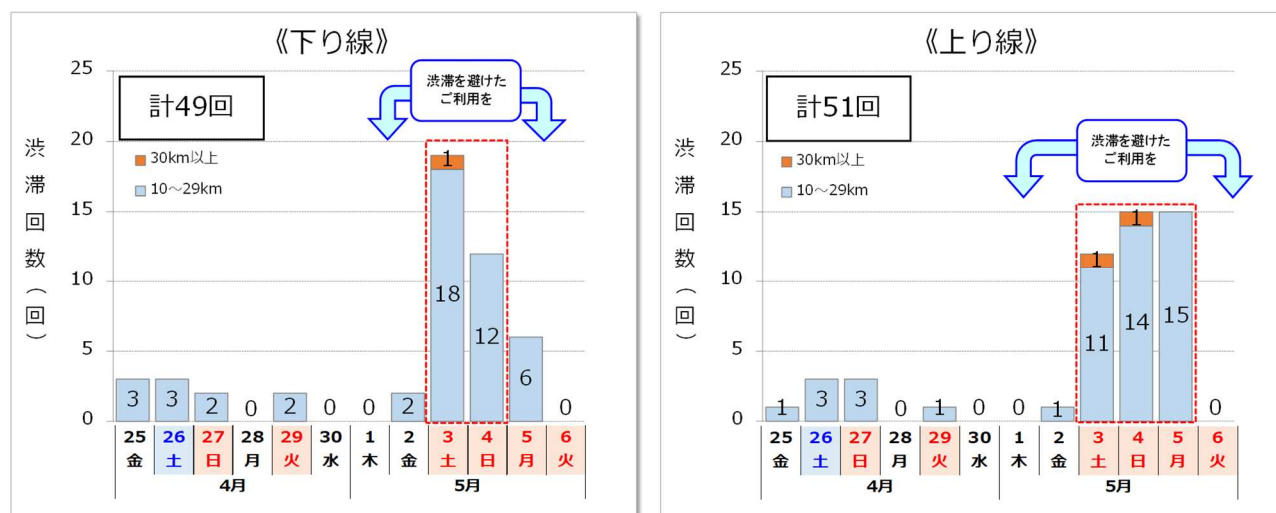 《下り線》
25
20
15
10
5
0
渋滞回数（回）
計49回
渋滞を避けた
ご利用を
30km以上
10～29km
1
3 3 2 0 2 0 0 2 18 12 6 0
25 26 27 28 29 30 1 2 3 4 5 6
金 土 日 月 火 水 木 金 土 日 月 火
4月 5月
《上り線》
25
20
15
10
5
0
渋滞回数（回）
計51回
渋滞を避けた
ご利用を
30km以上
10～29km
1 1
1 3 3 0 1 0 0 1 11 14 15 0
25 26 27 28 29 30 1 2 3 4 5 6
金 土 日 月 火 水 木 金 土 日 月 火
4月 5月